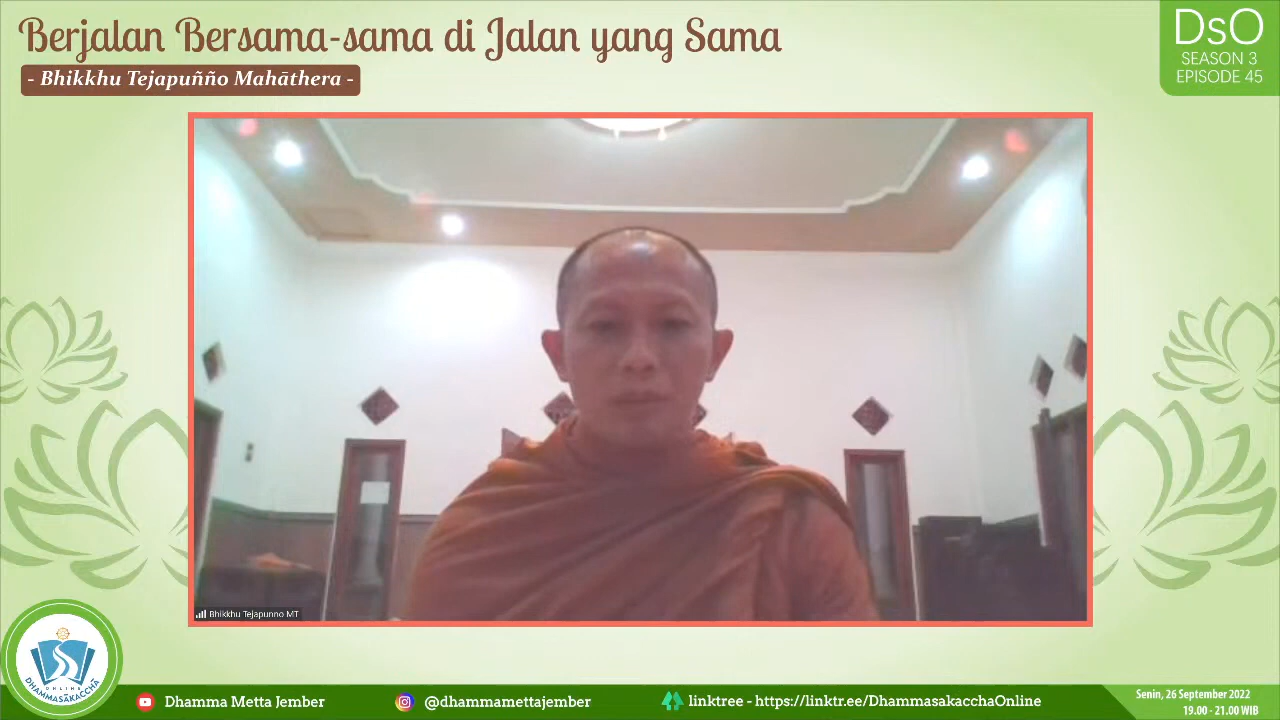 Berjalan Bersama-sama di Jalan yang Sama
- Bhikkhu Tejapuñño Mahāthera -
DsO
SEASON 3
EPISODE 45
Bhikkhu Tejapunno MT
ONLINE
DHAMMASĀKACCHĀ
Dhamma Metta Jember
@dhammamettajember
linktree - https://linktr.ee/DhammasakacchaOnline
Senin, 26 September 2022
19.00 - 21.00 WIB